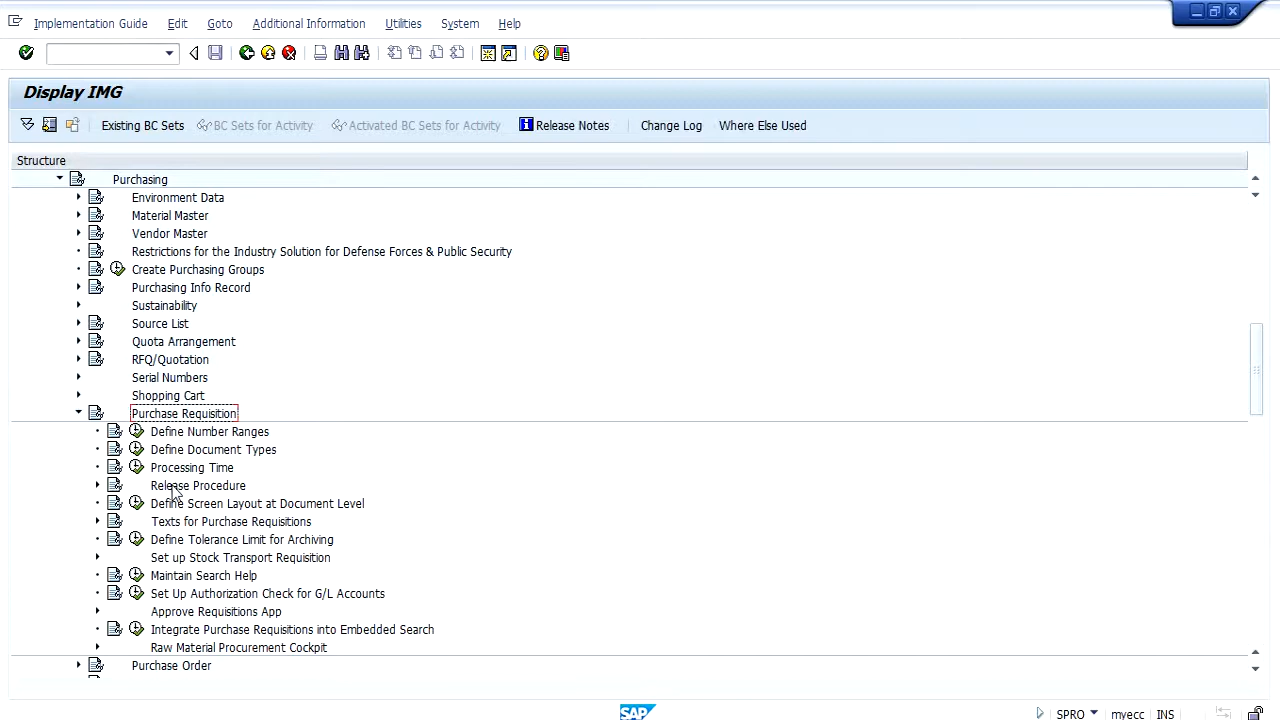 Implementation Guide Edit Goto Additional Information Utilities System Help
Display IMG
Existing BC Sets BC Sets for Activity Activated BC Sets for Activity Release Notes Change Log Where Else Used
Structure
Purchasing
Environment Data
Material Master
Vendor Master
Restrictions for the Industry Solution for Defense Forces & Public Security
Create Purchasing Groups
Purchasing Info Record
Sustainability
Source List
Quota Arrangement
RFQ/Quotation
Serial Numbers
Shopping Cart
Purchase Requisition
Define Number Ranges
Define Document Types
Processing Time
Release Procedure
Define Screen Layout at Document Level
Texts for Purchase Requisitions
Define Tolerance Limit for Archiving
Set up Stock Transport Requisition
Maintain Search Help
Set Up Authorization Check for G/L Accounts
Approve Requisitions App
Integrate Purchase Requisitions into Embedded Search
Raw Material Procurement Cockpit
Purchase Order
SAP SPRO myecc INS